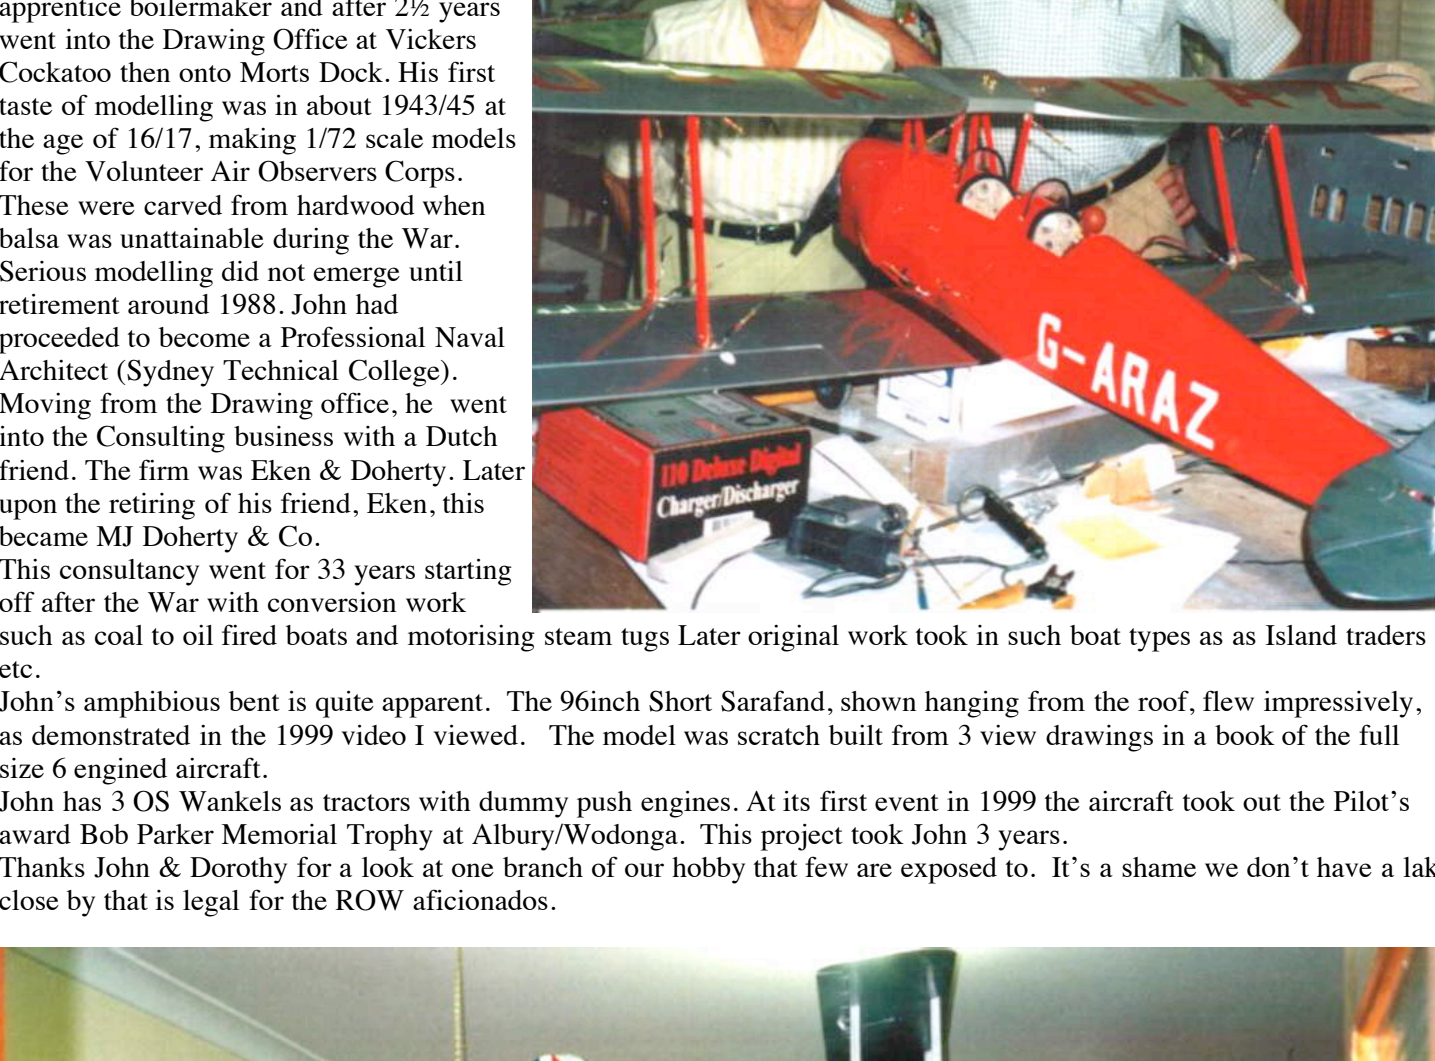 apprentice boilermaker and after 2½ years
went into the Drawing Office at Vickers
Cockatoo then onto Morts Dock. His first
taste of modelling was in about 1943/45 at
the age of 16/17, making 1/72 scale models
for the Volunteer Air Observers Corps.
These were carved from hardwood when
balsa was unattainable during the War.
Serious modelling did not emerge until
retirement around 1988. John had
proceeded to become a Professional Naval
Architect (Sydney Technical College).
Moving from the Drawing office, he went
into the Consulting business with a Dutch
friend. The firm was Eken & Doherty. Later
upon the retiring of his friend, Eken, this
became MJ Doherty & Co.
This consultancy went for 33 years starting
off after the War with conversion work
such as coal to oil fired boats and motorising steam tugs Later original work took in such boat types as as Island traders
etc.
John’s amphibious bent is quite apparent. The 96inch Short Sarafand, shown hanging from the roof, flew impressively,
as demonstrated in the 1999 video I viewed. The model was scratch built from 3 view drawings in a book of the full
size 6 engined aircraft.
John has 3 OS Wankels as tractors with dummy push engines. At its first event in 1999 the aircraft took out the Pilot’s
award Bob Parker Memorial Trophy at Albury/Wodonga. This project took John 3 years.
Thanks John & Dorothy for a look at one branch of our hobby that few are exposed to. It’s a shame we don’t have a lak
close by that is legal for the ROW aficionados.
G-ARAZ
110 Deluxe Digital
Charger/Discharger